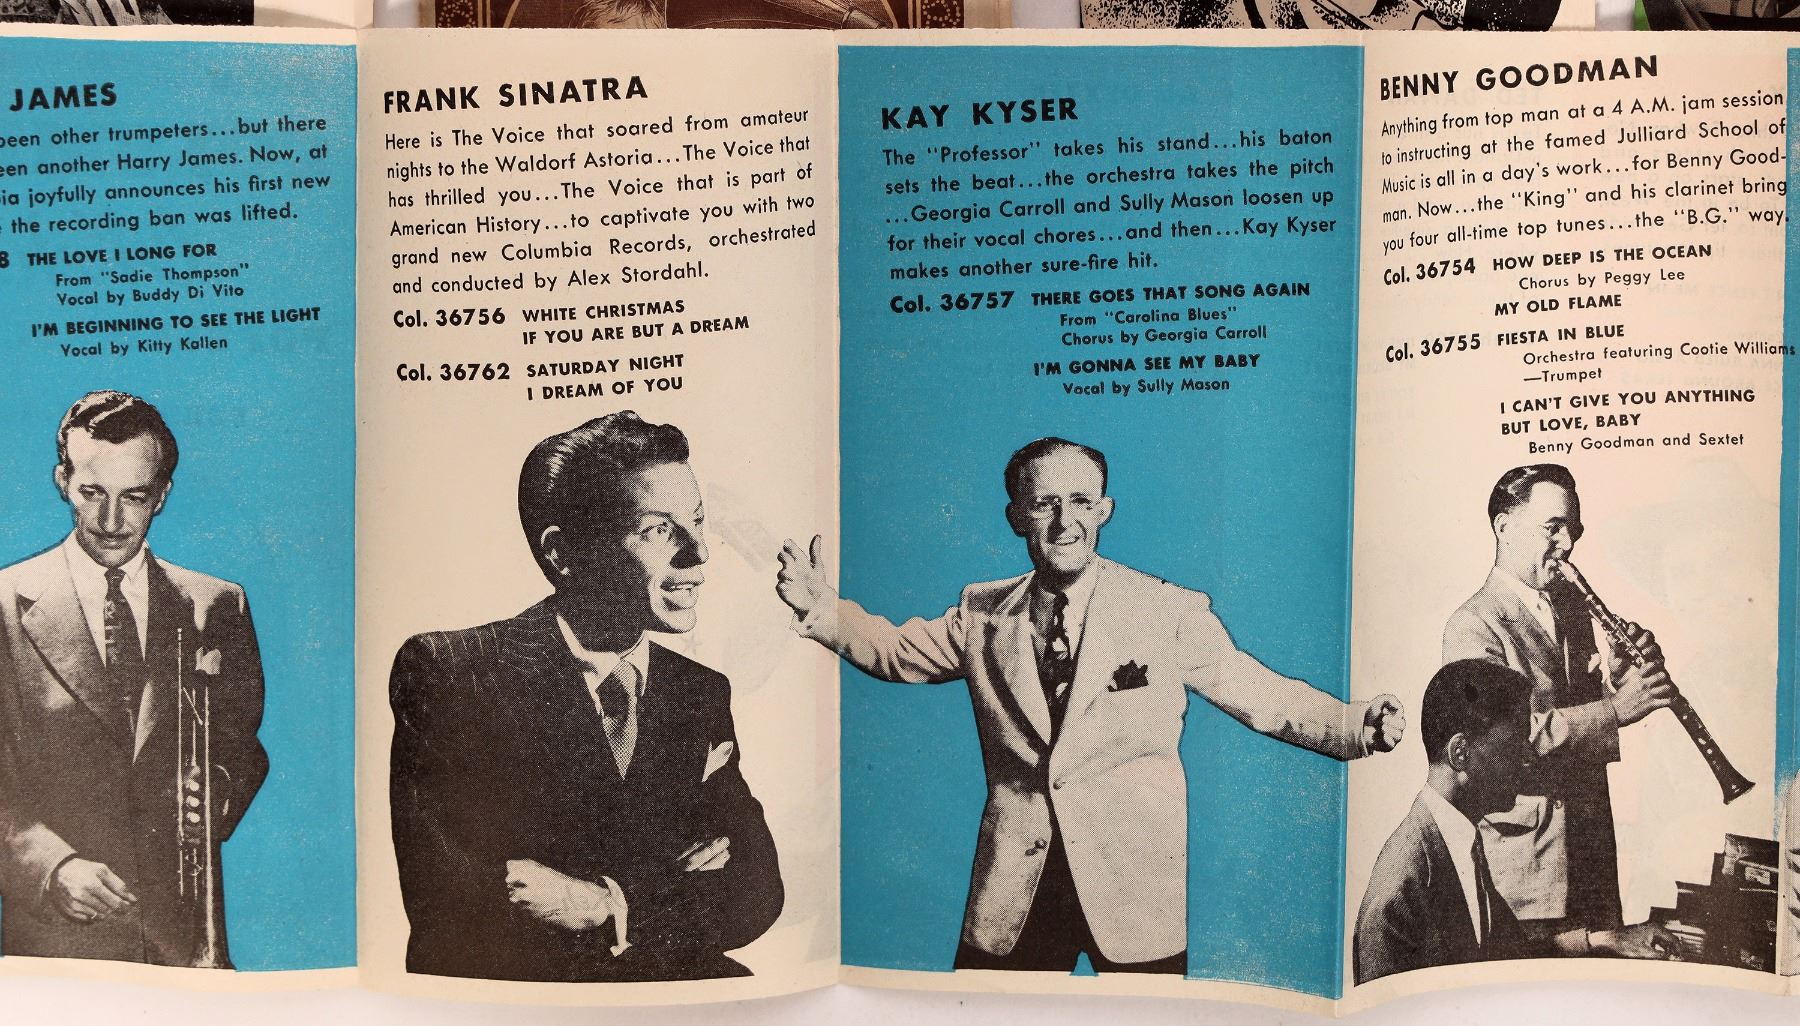 JAMES
been other trumpeters...but there
een another Harry James. Now, at
ia joyfully announces his first new
the recording ban was lifted.
8 THE LOVE I LONG FOR
From "Sadie Thompson"
Vocal by Buddy Di Vito
I'M BEGINNING TO SEE THE LIGHT
Vocal by Kitty Kallen
FRANK SINATRA
Here is The Voice that soared from amateur
nights to the Waldorf Astoria...The Voice that
has thrilled you...The Voice that is part of
American History...to captivate you with two
grand new Columbia Records, orchestrated
and conducted by Alex Stordahl.
Col. 36756 WHITE CHRISTMAS
IF YOU ARE BUT A DREAM
Col. 36762 SATURDAY NIGHT
I DREAM OF YOU
KAY KYSER
The "Professor" takes his stand...his baton
sets the beat...the orchestra takes the pitch
...Georgia Carroll and Sully Mason loosen up
for their vocal chores...and then...Kay Kyser
makes another sure-fire hit.
Col. 36757 THERE GOES THAT SONG AGAIN
From "Carolina Blues"
Chorus by Georgia Carroll
I'M GONNA SEE MY BABY
Vocal by Sully Mason
BENNY GOODMAN
Anything from top man at a 4 A.M. jam session
to instructing at the famed Julliard School of
Music is all in a day's work...for Benny Good-
man. Now...the "King" and his clarinet bring
you four all-time top tunes...the "B.G." way.
Col. 36754 HOW DEEP IS THE OCEAN
Chorus by Peggy Lee
MY OLD FLAME
Col. 36755 FIESTA IN BLUE
Orchestra featuring Cootie Williams
—Trumpet
I CAN'T GIVE YOU ANYTHING
BUT LOVE, BABY
Benny Goodman and Sextet